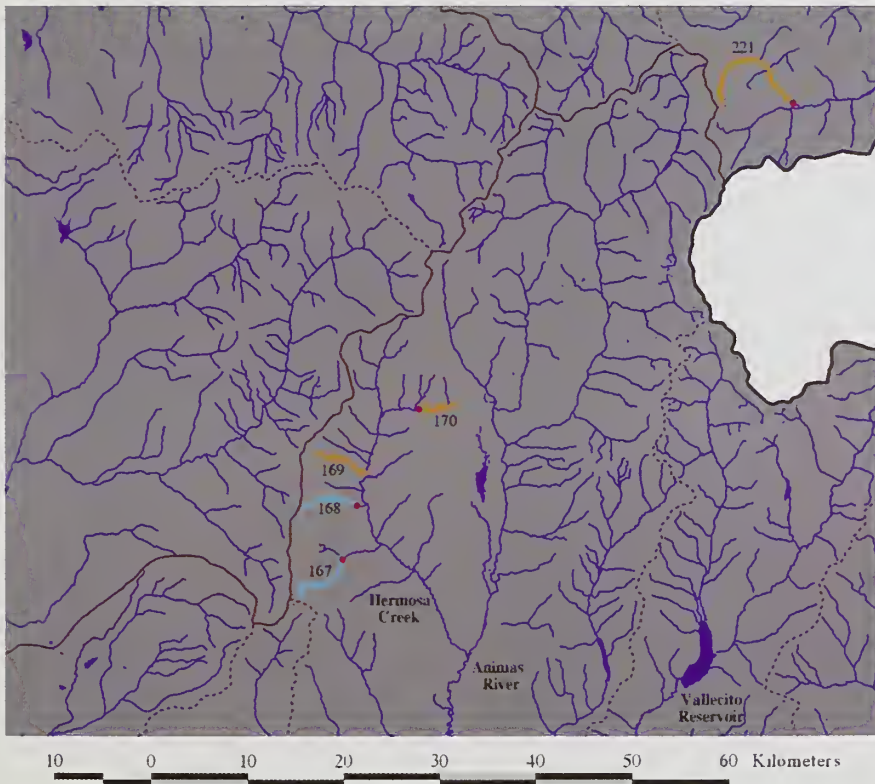 221
170
169
168
167
Hermosa
Creek
Animas
River
Vallecito
Reservoir
10 0 10 20 30 40 50 60 Kilometers